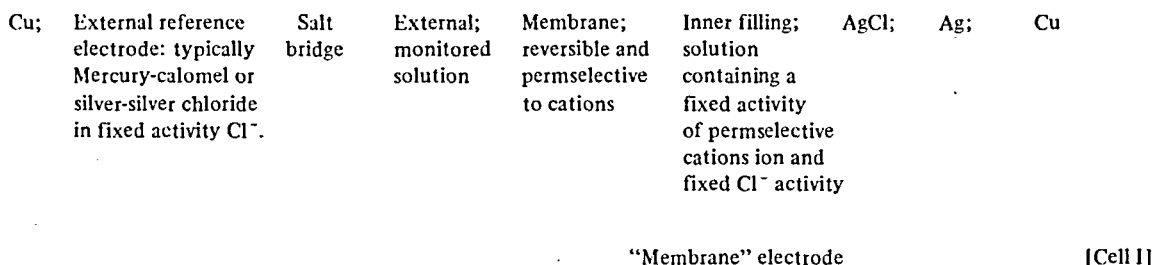 Cu; External reference Salt External; Membrane; Inner filling; AgCl; Ag; Cu
electrode: typically bridge monitored reversible and solution
Mercury-calomel or solution permselective containing a
silver-silver chloride to cations fixed activity
in fixed activity Cl⁻. of permselective
cations ion and
fixed Cl⁻ activity
“Membrane” electrode [Cell I]